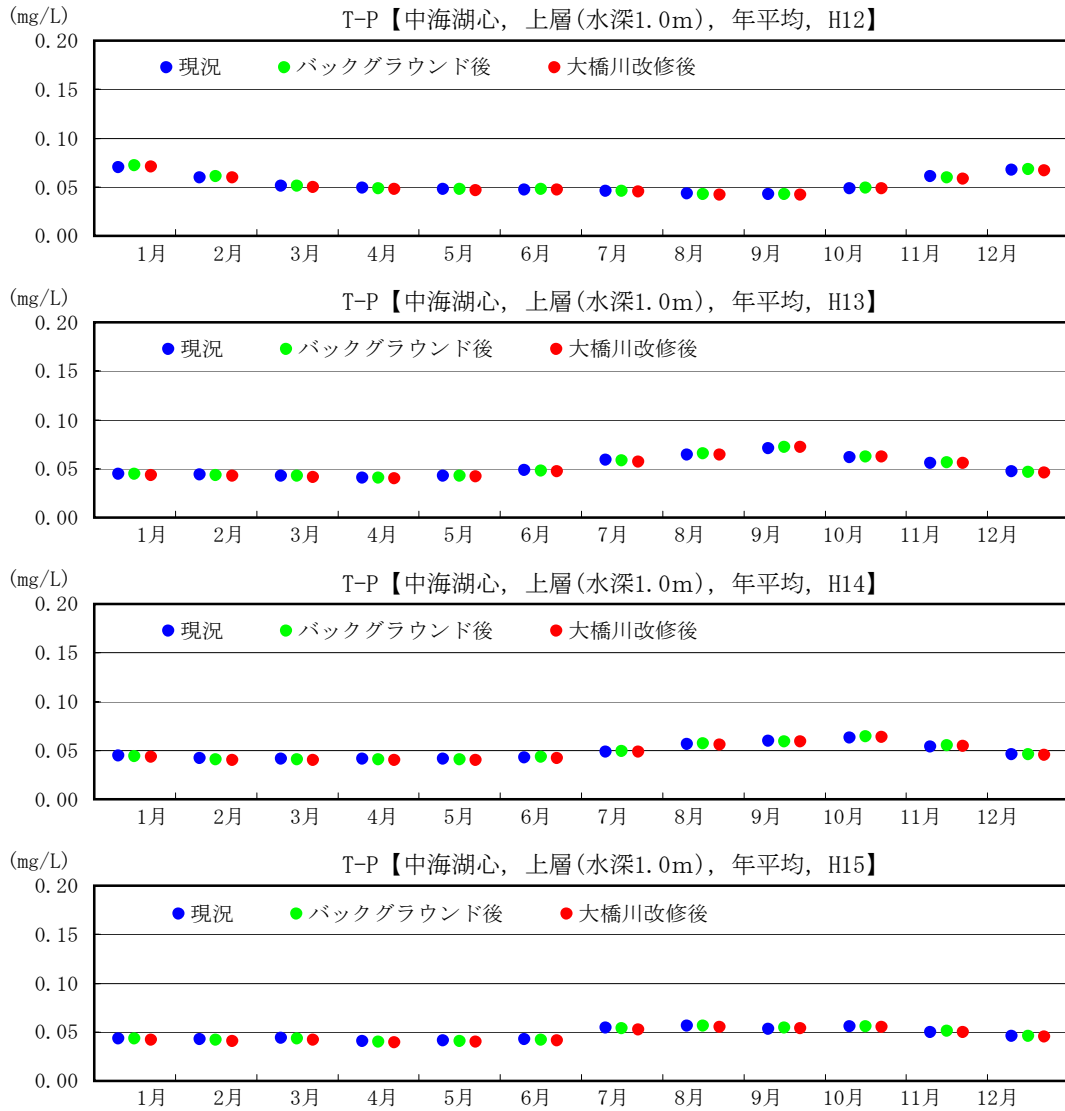 (mg/L) T-P【中海湖心, 上層(水深1.0m), 年平均, H12】
0.20
現況 バックグラウンド後 大橋川改修後
0.15
0.10
0.05
0.00
1月 2月 3月 4月 5月 6月 7月 8月 9月 10月 11月 12月
(mg/L) T-P【中海湖心, 上層(水深1.0m), 年平均, H13】
0.20
現況 バックグラウンド後 大橋川改修後
0.15
0.10
0.05
0.00
1月 2月 3月 4月 5月 6月 7月 8月 9月 10月 11月 12月
(mg/L) T-P【中海湖心, 上層(水深1.0m), 年平均, H14】
0.20
現況 バックグラウンド後 大橋川改修後
0.15
0.10
0.05
0.00
1月 2月 3月 4月 5月 6月 7月 8月 9月 10月 11月 12月
(mg/L) T-P【中海湖心, 上層(水深1.0m), 年平均, H15】
0.20
現況 バックグラウンド後 大橋川改修後
0.15
0.10
0.05
0.00
1月 2月 3月 4月 5月 6月 7月 8月 9月 10月 11月 12月